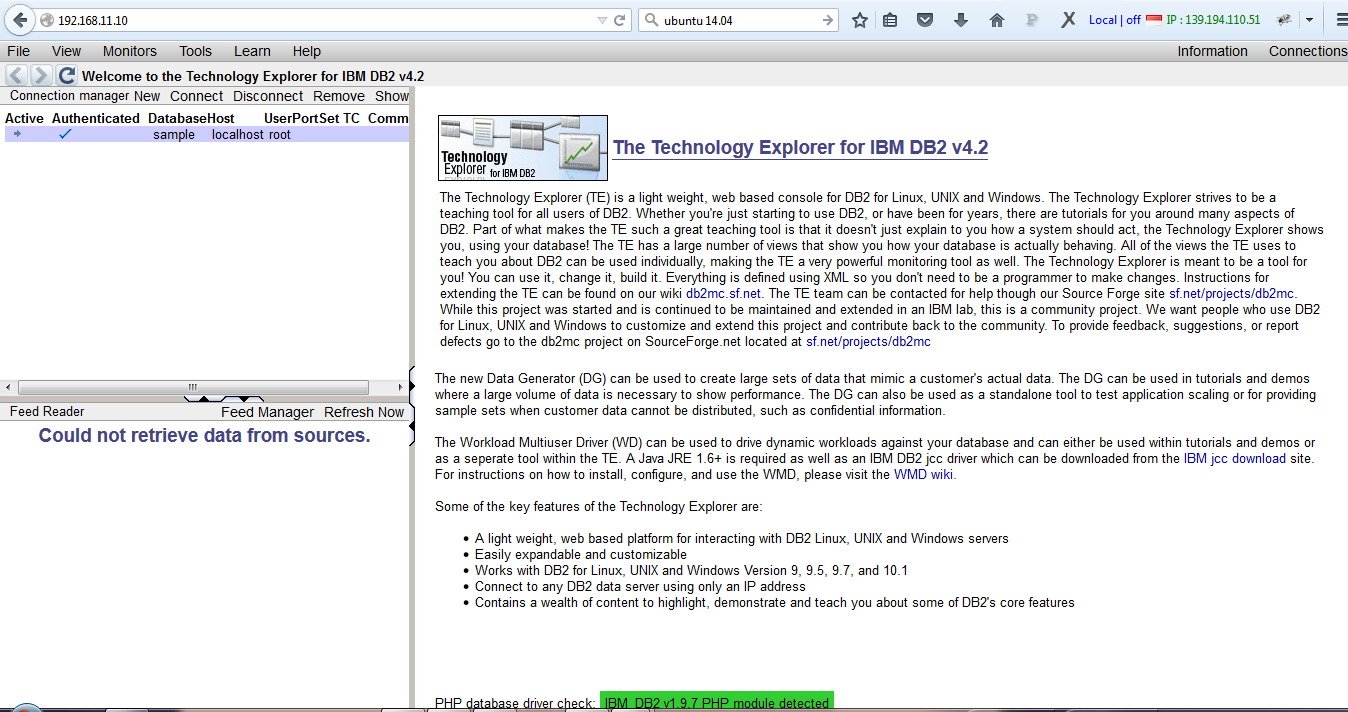 192.168.11.10
ubuntu 14.04
Local | off IP : 139.194.110.51
File View Monitors Tools Learn Help Information Connections
Welcome to the Technology Explorer for IBM DB2 v4.2
Connection manager New Connect Disconnect Remove Show
Active Authenticated DatabaseHost UserPortSet TC Comm
sample localhost root
Feed Reader Feed Manager Refresh Now
Could not retrieve data from sources.
Technology
Explorer for IBM DB2
The Technology Explorer for IBM DB2 v4.2
The Technology Explorer (TE) is a light weight, web based console for DB2 for Linux, UNIX and Windows. The Technology Explorer strives to be a
teaching tool for all users of DB2. Whether you're just starting to use DB2, or have been for years, there are tutorials for you around many aspects of
DB2. Part of what makes the TE such a great teaching tool is that it doesn't just explain to you how a system should act, the Technology Explorer shows
you, using your database! The TE has a large number of views that show you how your database is actually behaving. All of the views the TE uses to
teach you about DB2 can be used individually, making the TE a very powerful monitoring tool as well. The Technology Explorer is meant to be a tool for
you! You can use it, change it, build it. Everything is defined using XML so you don't need to be a programmer to make changes. Instructions for
extending the TE can be found on our wiki db2mc.sf.net. The TE team can be contacted for help though our Source Forge site sf.net/projects/db2mc.
While this project was started and is continued to be maintained and extended in an IBM lab, this is a community project. We want people who use DB2
for Linux, UNIX and Windows to customize and extend this project and contribute back to the community. To provide feedback, suggestions, or report
defects go to the db2mc project on SourceForge.net located at sf.net/projects/db2mc
The new Data Generator (DG) can be used to create large sets of data that mimic a customer's actual data. The DG can be used in tutorials and demos
where a large volume of data is necessary to show performance. The DG can also be used as a standalone tool to test application scaling or for providing
sample sets when customer data cannot be distributed, such as confidential information.
The Workload Multiuser Driver (WD) can be used to drive dynamic workloads against your database and can either be used within tutorials and demos or
as a seperate tool within the TE. A Java JRE 1.6+ is required as well as an IBM DB2 jcc driver which can be downloaded from the IBM jcc download site.
For instructions on how to install, configure, and use the WMD, please visit the WMD wiki.
Some of the key features of the Technology Explorer are:
• A light weight, web based platform for interacting with DB2 Linux, UNIX and Windows servers
• Easily expandable and customizable
• Works with DB2 for Linux, UNIX and Windows Version 9, 9.5, 9.7, and 10.1
• Connect to any DB2 data server using only an IP address
• Contains a wealth of content to highlight, demonstrate and teach you about some of DB2's core features
PHP database driver check: IBM_DB2 v1.9.7 PHP module detected